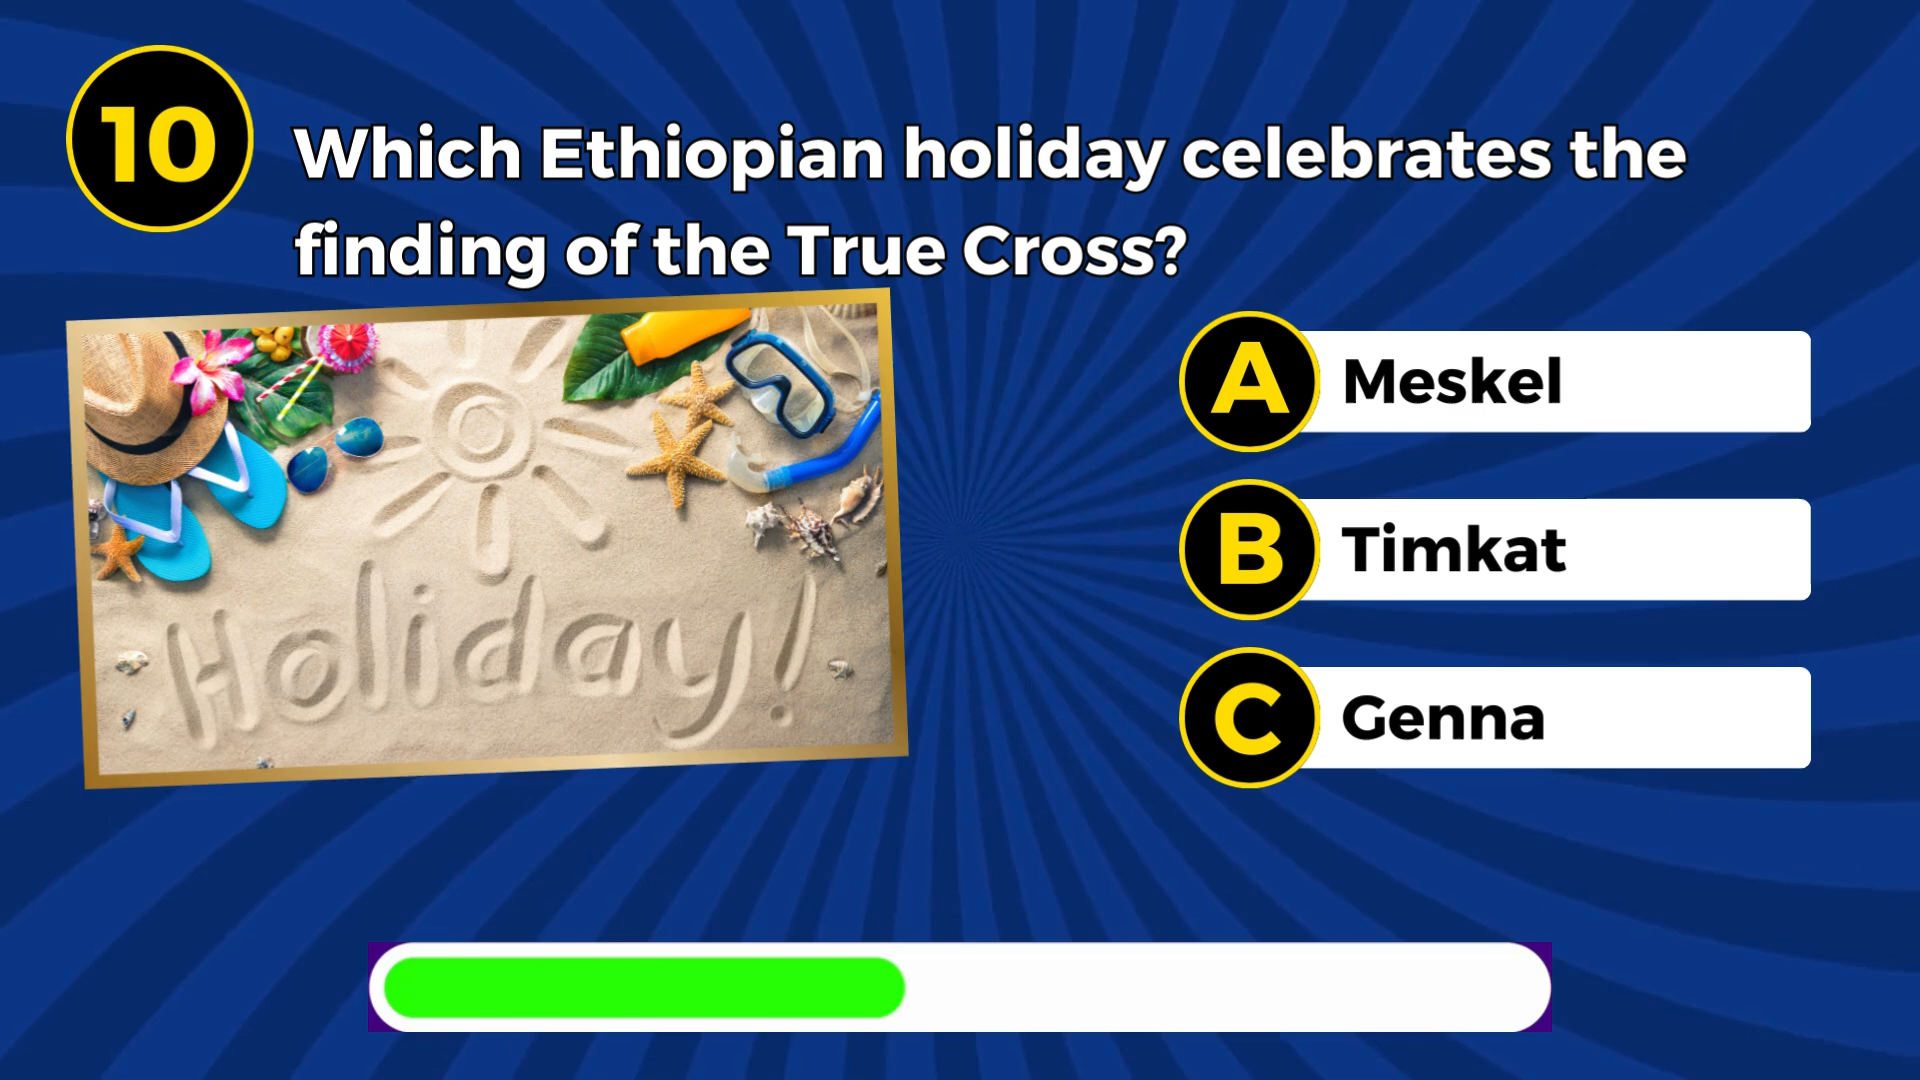 10
Which Ethiopian holiday celebrates the
finding of the True Cross?
Holiday!
A Meskel
B Timkat
C Genna